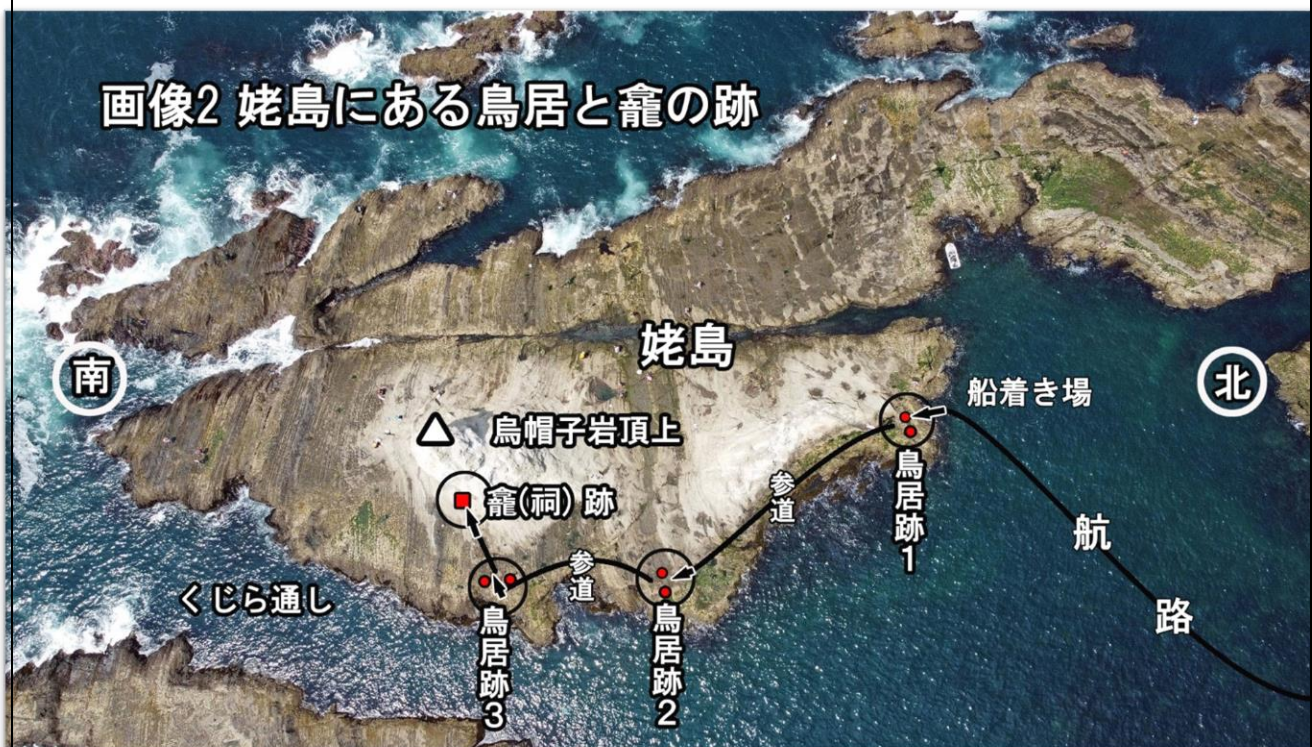 画像2 姥島にある鳥居と龕の跡
姥島
南
北
船着き場
烏帽子岩頂上
龕(祠) 跡
鳥居跡1
参道
航路
参道
くじら通し
鳥居跡3
鳥居跡2